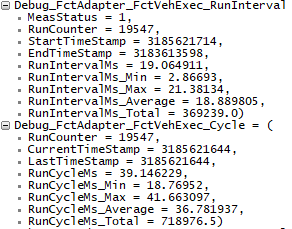 Debug_FctAdapter_FctVehExec_RunInterval
MeasStatus = 1,
RunCounter = 19547,
StartTimeStamp = 3185621714,
EndTimeStamp = 3183613598,
RunIntervalMs = 19.064911,
RunIntervalMs_Min = 2.86693,
RunIntervalMs_Max = 21.38134,
RunIntervalMs_Average = 18.889805,
RunIntervalMs_Total = 369239.0)
Debug_FctAdapter_FctVehExec_Cycle = (
RunCounter = 19547,
CurrentTimeStamp = 3185621644,
LastTimeStamp = 3185621644,
RunCycleMs = 39.146229,
RunCycleMs_Min = 18.76952,
RunCycleMs_Max = 41.663097,
RunCycleMs_Average = 36.781937,
RunCycleMs_Total = 718976.5)